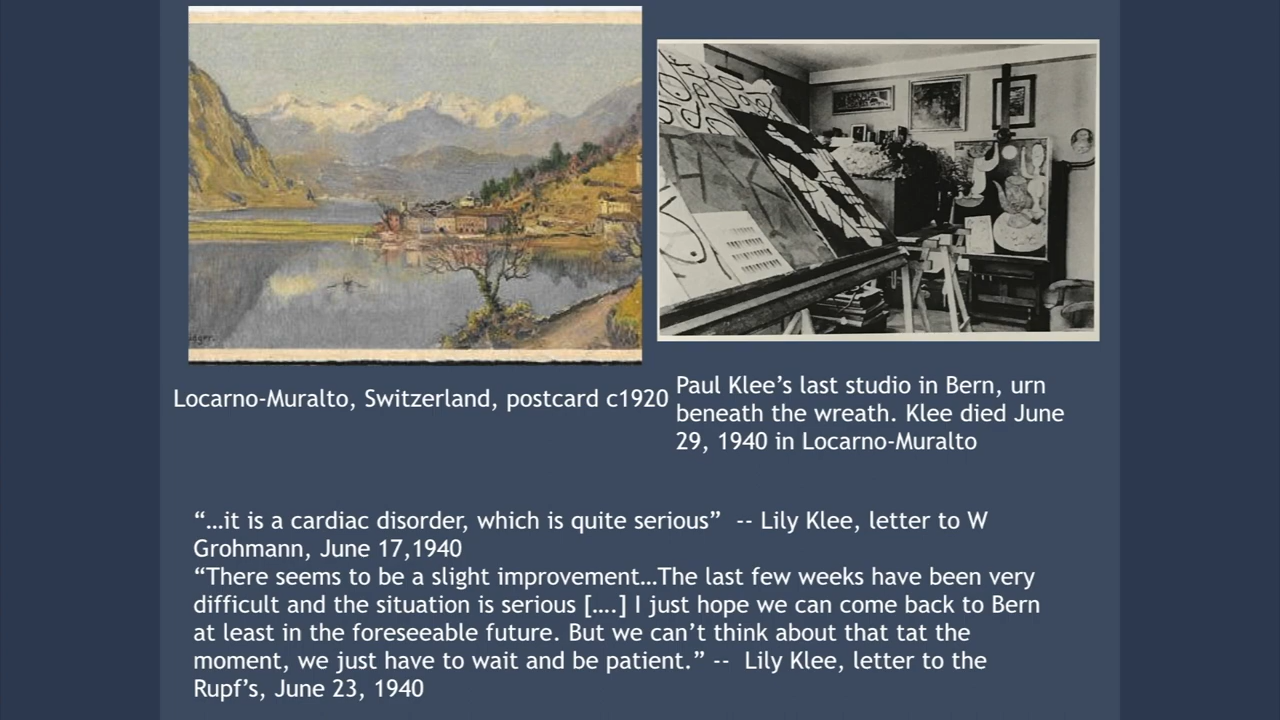 Locarno-Muralto, Switzerland, postcard c1920
Paul Klee’s last studio in Bern, urn
beneath the wreath. Klee died June
29, 1940 in Locarno-Muralto
“…it is a cardiac disorder, which is quite serious” -- Lily Klee, letter to W
Grohmann, June 17,1940
“There seems to be a slight improvement…The last few weeks have been very
difficult and the situation is serious [….] I just hope we can come back to Bern
at least in the foreseeable future. But we can’t think about that tat the
moment, we just have to wait and be patient.” -- Lily Klee, letter to the
Rupf’s, June 23, 1940